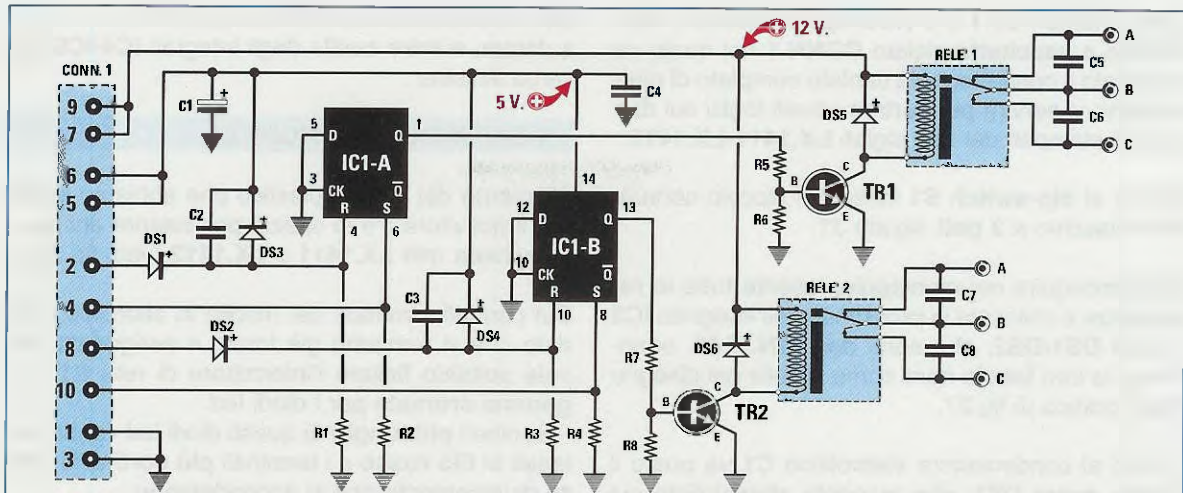 12 V.
CONN. 1
9
7
6
5
2
4
8
10
1
3
C1
+
5 V.
C4
+
DS5
RELE' 1
A
C5
B
C6
C
5
D
Q
1
IC1-A
3
CK
Q
R
S
4
6
14
12
D
Q
13
IC1-B
10
CK
Q
R
S
10
8
R5
B
C
TR1
E
R6
C2
DS3
+
DS1
+
C3
DS4
+
DS2
+
R1
R2
R3
R4
R7
R8
DS6
+
RELE' 2
A
C7
B
C8
C
B
C
TR2
E